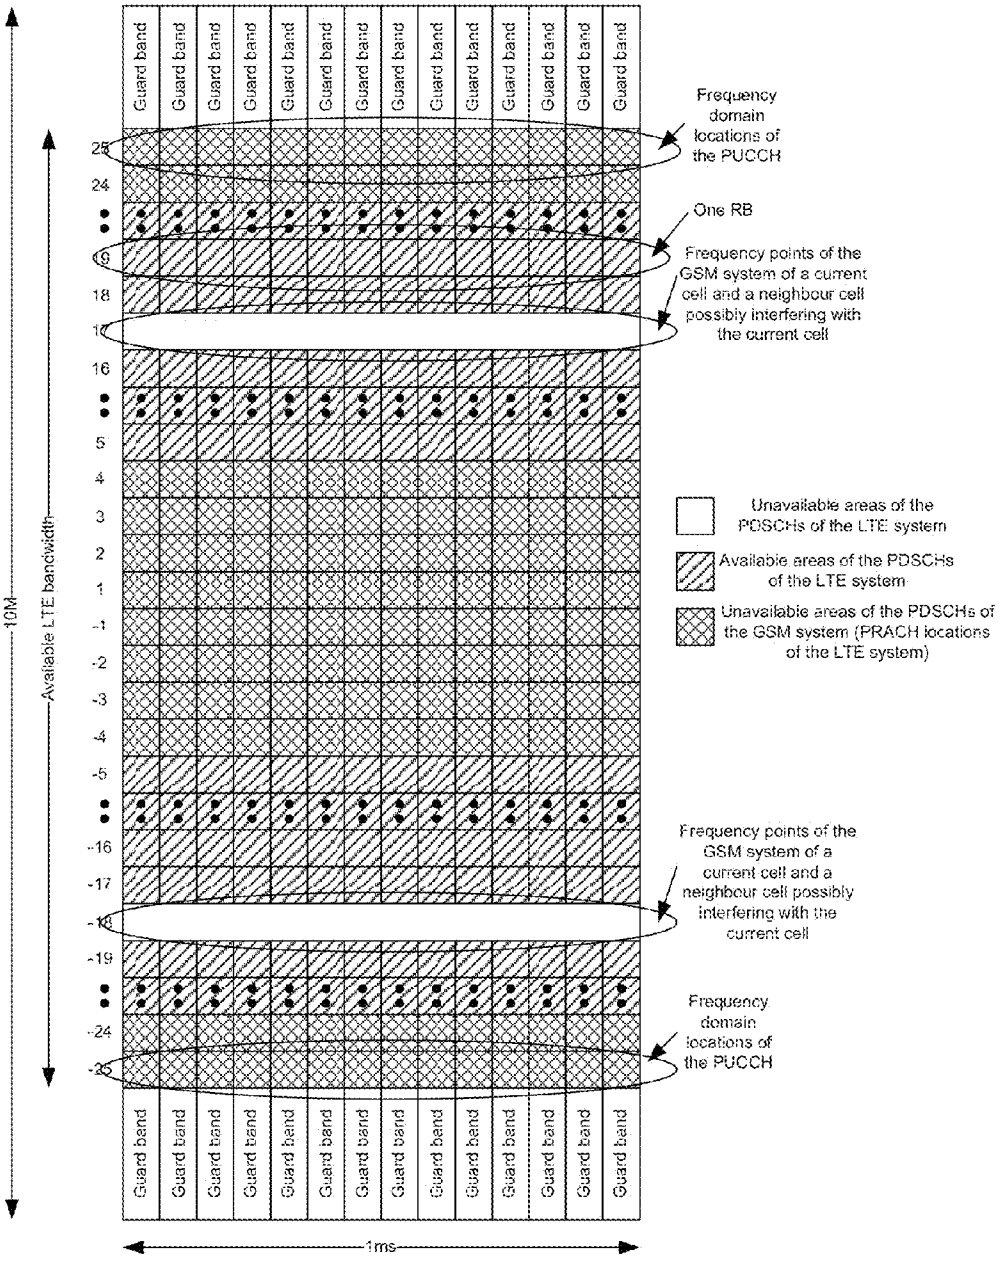 Guard band Guard band Guard band Guard band Guard band Guard band Guard band Guard band Guard band Guard band Guard band Guard band Guard band Guard band
Frequency
domain
locations of
the PUCCH
25
24
One RB
19
Frequency points of the
GSM system of a current
cell and a neighbour cell
possibly interfering with
the current cell
18
17
16
5
4
3
2
1
-1
-2
-3
-4
-5
-16
-17
-18
-19
-24
-25
10M
Available LTE bandwidth
Unavailable areas of the
PDSCHs of the LTE system
Available areas of the PDSCHs
of the LTE system
Unavailable areas of the PDSCHs of
the GSM system (PRACH locations
of the LTE system)
Frequency points of the
GSM system of a
current cell and a
neighbour cell possibly
interfering with the
current cell
Frequency
domain
locations of
the PUCCH
Guard band Guard band Guard band Guard band Guard band Guard band Guard band Guard band Guard band Guard band Guard band Guard band Guard band Guard band
1ms